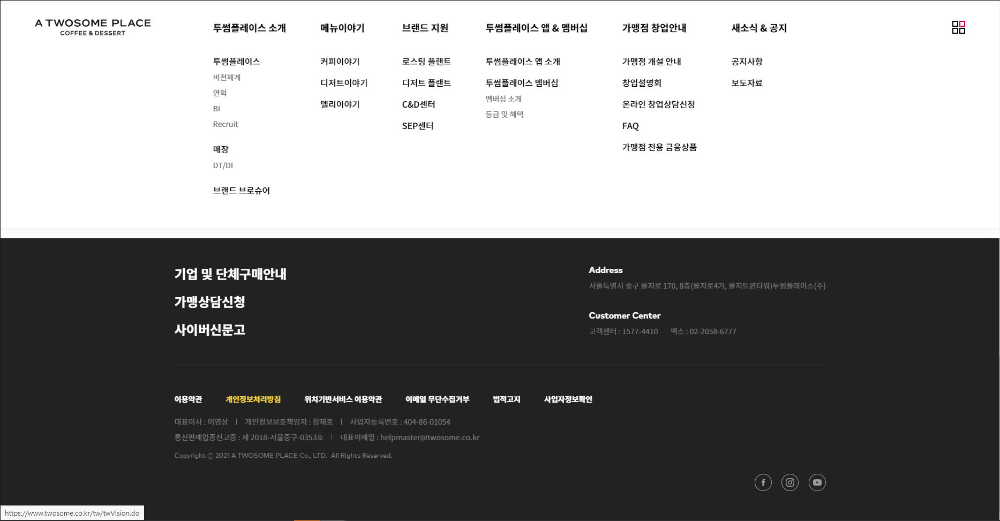 A TWOSOME PLACE
COFFEE & DESSERT
투썸플레이스 소개
메뉴이야기
브랜드 지원
투썸플레이스 앱 & 멤버십
가맹점 창업안내
새소식 & 공지
투썸플레이스
비전체계
연혁
BI
Recruit
매장
DT/DI
브랜드 브로슈어
커피이야기
디저트이야기
델리이야기
로스팅 플랜트
디저트 플랜트
C&D센터
SEP센터
투썸플레이스 앱 소개
투썸플레이스 멤버십
멤버십 소개
등급 및 혜택
가맹점 개설 안내
창업설명회
온라인 창업상담신청
FAQ
가맹점 전용 금융상품
공지사항
보도자료
기업 및 단체구매안내
가맹상담신청
사이버신문고
Address
서울특별시 중구 을지로 170, 8층(을지로4가, 을지트윈타워)투썸플레이스(주)
Customer Center
고객센터 : 1577-4410 팩스 : 02-2058-6777
이용약관 개인정보처리방침 위치기반서비스 이용약관 이메일 무단수집거부 법적고지 사업자정보확인
대표이사 : 이영상 | 개인정보보호책임자 : 장재호 | 사업자등록번호 : 404-86-01054
통신판매업종신고증 : 제 2018-서울중구-0353호 | 대표이메일 : helpmaster@twosome.co.kr
Copyright ⓒ 2021 A TWOSOME PLACE Co., LTD. All Rights Reserved.
https://www.twosome.co.kr/tw/twVision.do